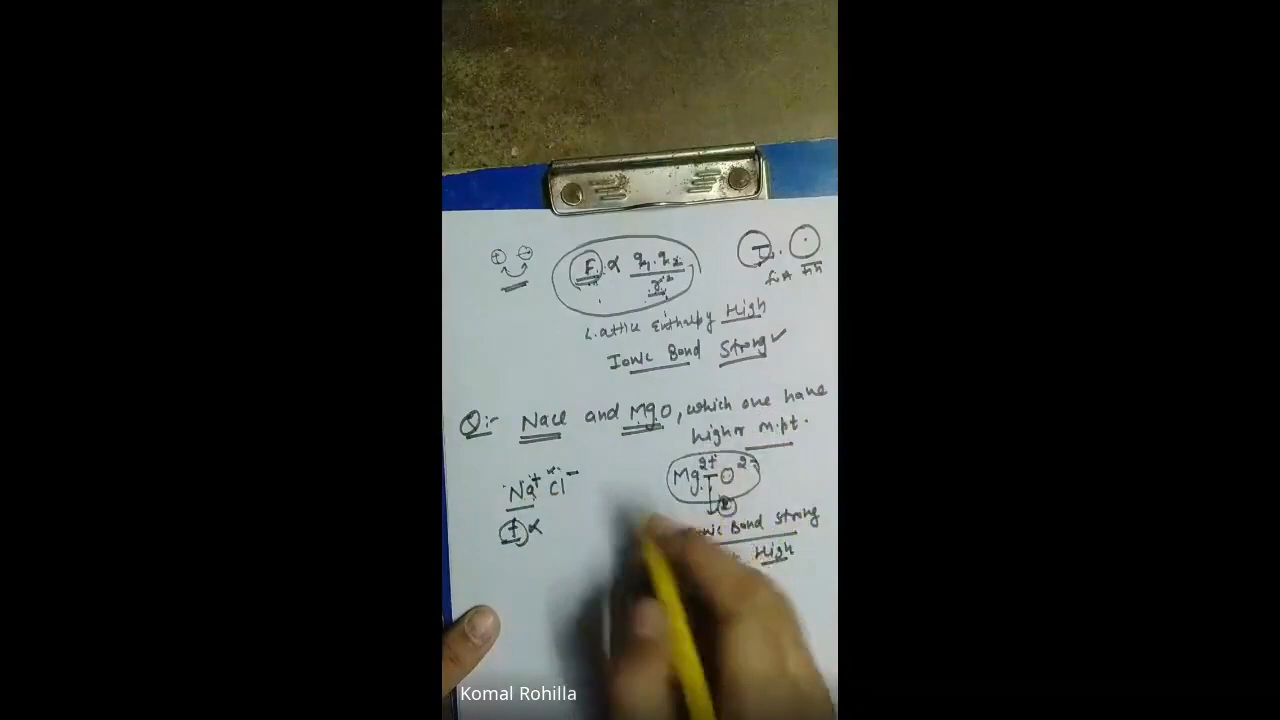 + -
F ∝ q₁.q₂ / r²
Lattice Enthalpy High
Ionic Bond Strong ✓
Q:- NaCl and MgO, which one have
higher M.pt.
Na⁺ Cl⁻
Mg²⁺ O²⁻
+ ∝
Bond Strong
High
Komal Rohilla